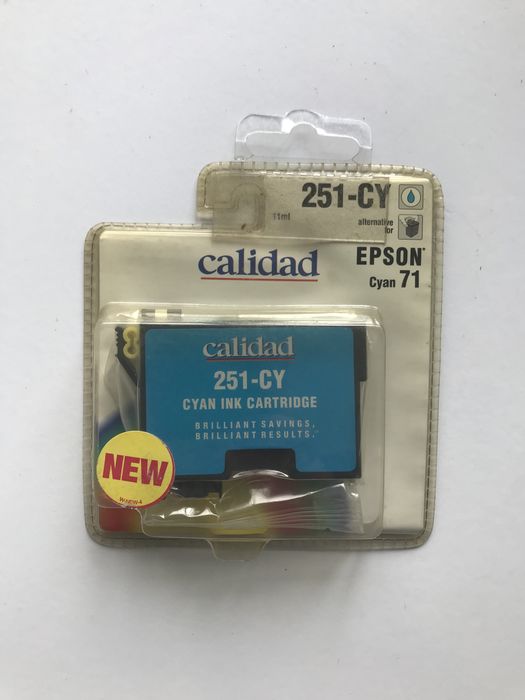 251-CY
11ml
alternative
for
EPSON*
Cyan 71
calidad
calidad
251-CY
CYAN INK CARTRIDGE
BRILLIANT SAVINGS,
BRILLIANT RESULTS.™
NEW